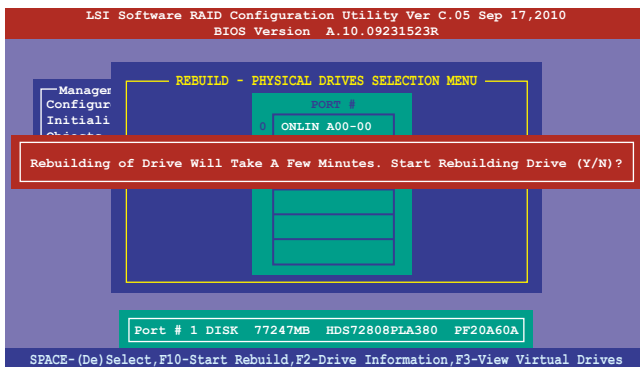 LSI Software RAID Configuration Utility Ver C.05 Sep 17,2010
BIOS Version A.10.09231523R
REBUILD - PHYSICAL DRIVES SELECTION MENU
Managem
Configur
Initiali
Objects
PORT #
0 ONLIN A00-00
Rebuilding of Drive Will Take A Few Minutes. Start Rebuilding Drive (Y/N)?
Port # 1 DISK 77247MB HDS72808PLA380 PF20A60A
SPACE-(De)Select,F10-Start Rebuild,F2-Drive Information,F3-View Virtual Drives